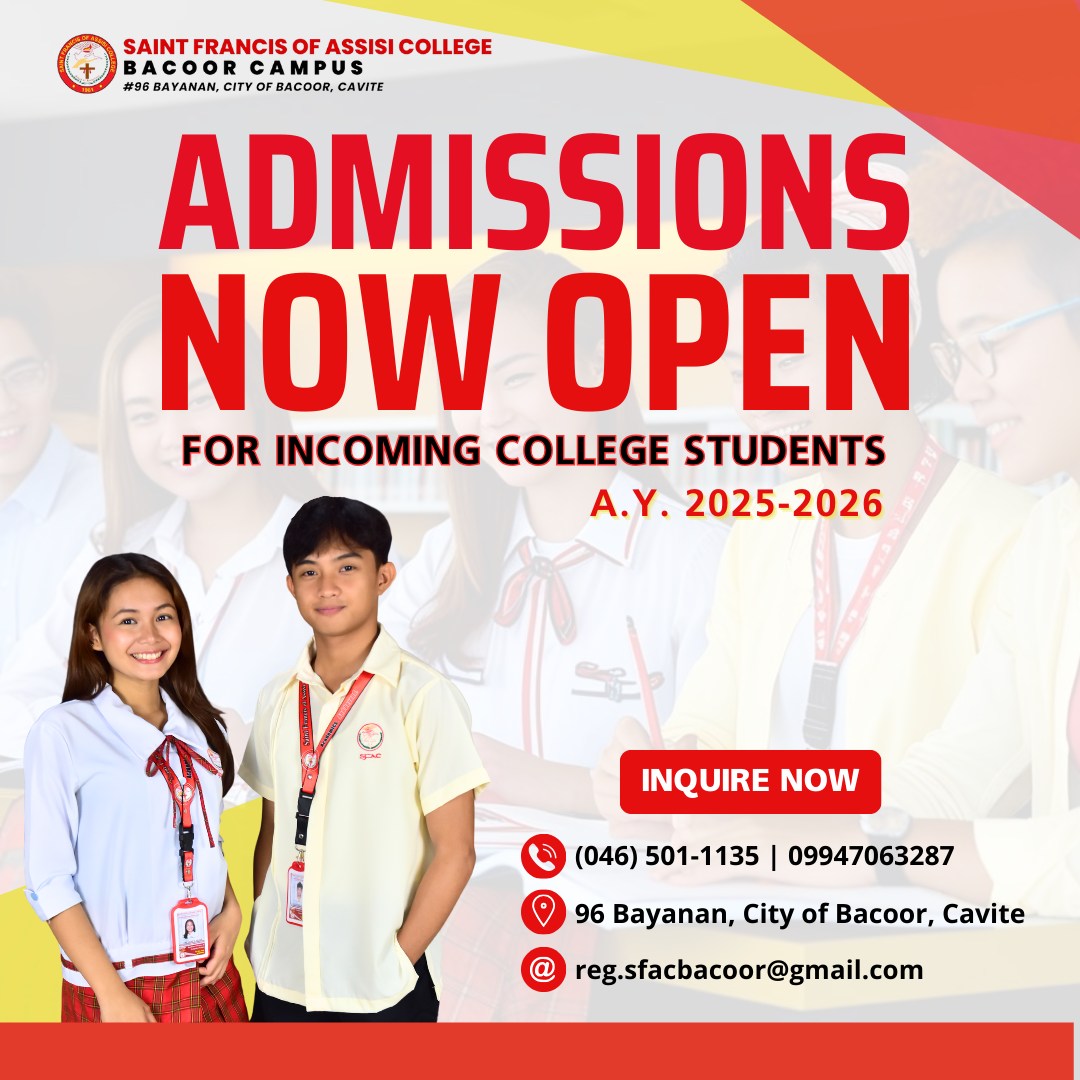 SAINT FRANCIS OF ASSISI COLLEGE
BACOOR CAMPUS
#96 BAYANAN, CITY OF BACOOR, CAVITE
ADMISSIONS
NOW OPEN
FOR INCOMING COLLEGE STUDENTS
A.Y. 2025-2026
INQUIRE NOW
(046) 501-1135 | 09947063287
96 Bayanan, City of Bacoor, Cavite
@ reg.sfacbacoor@gmail.com